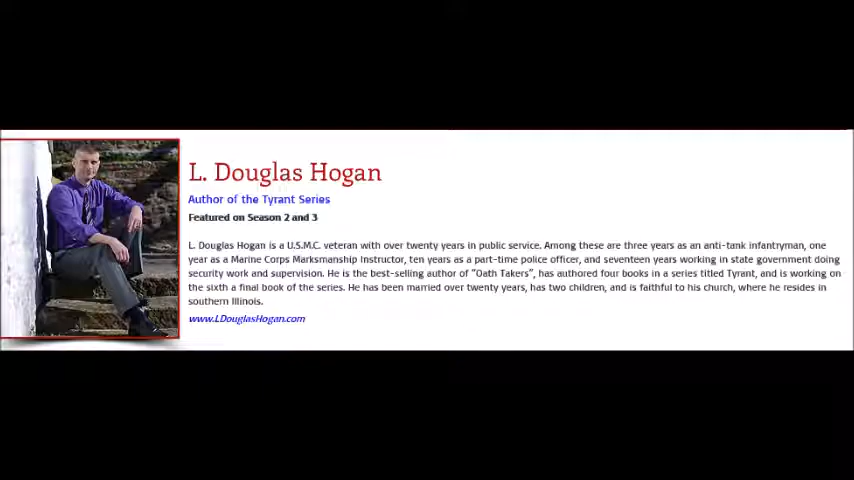 L. Douglas Hogan
Author of the Tyrant Series
Featured on Season 2 and 3
L. Douglas Hogan is a U.S.M.C. veteran with over twenty years in public service. Among these are three years as an anti-tank infantryman, one
year as a Marine Corps Marksmanship Instructor, ten years as a part-time police officer, and seventeen years working in state government doing
security work and supervision. He is the best-selling author of "Oath Takers", has authored four books in a series titled Tyrant, and is working on
the sixth a final book of the series. He has been married over twenty years, has two children, and is faithful to his church, where he resides in
southern Illinois.
www.LDouglasHogan.com